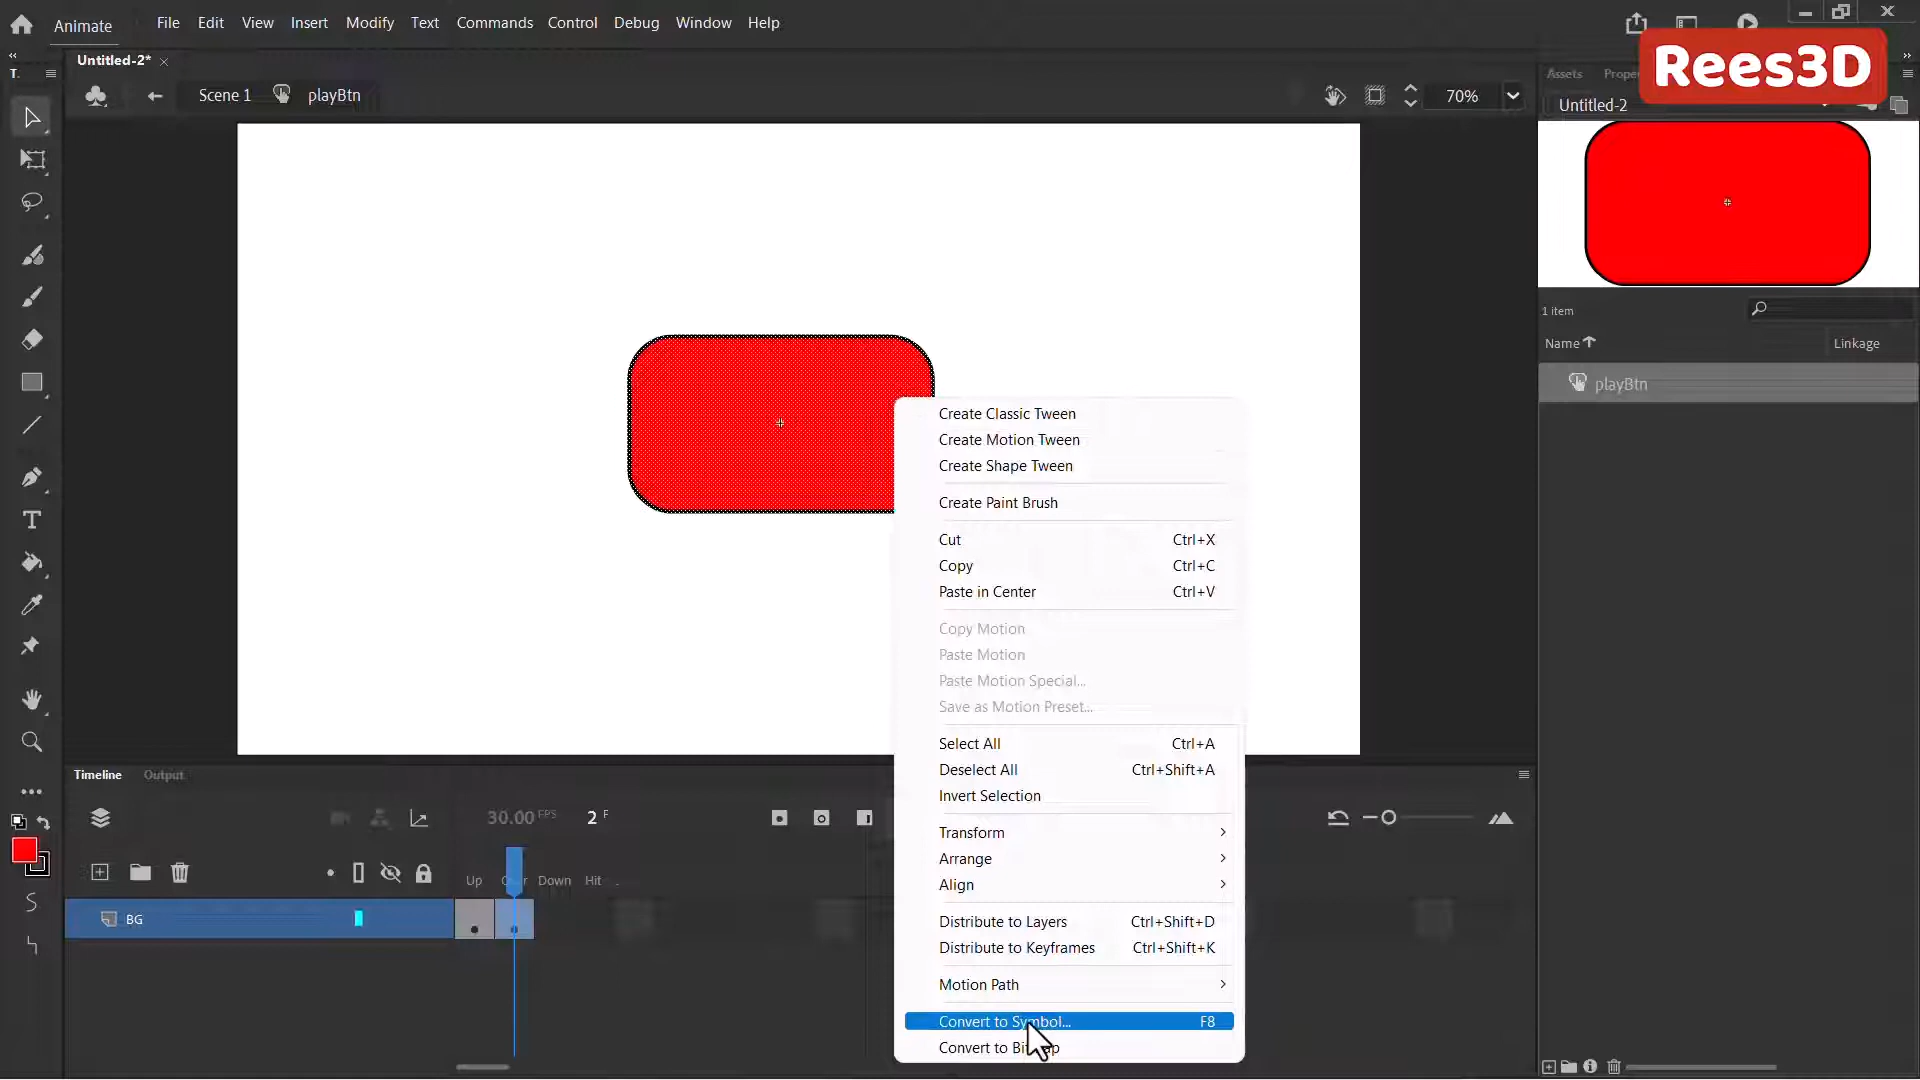 Animate File Edit View Insert Modify Text Commands Control Debug Window Help
Rees3D
Untitled-2*
T.
Assets
Scene 1 playBtn 70%
Untitled-2
1 item
Name Linkage
playBtn
Create Classic Tween
Create Motion Tween
Create Shape Tween
Create Paint Brush
Cut Ctrl+X
Copy Ctrl+C
Paste in Center Ctrl+V
Copy Motion
Paste Motion
Paste Motion Special...
Save as Motion Preset...
Select All Ctrl+A
Deselect All Ctrl+Shift+A
Invert Selection
Transform
Arrange
Align
Distribute to Layers Ctrl+Shift+D
Distribute to Keyframes Ctrl+Shift+K
Motion Path
Convert to Symbol... F8
Convert to
Timeline Output
30.00 FPS 2 F
Up Down Hit
BG